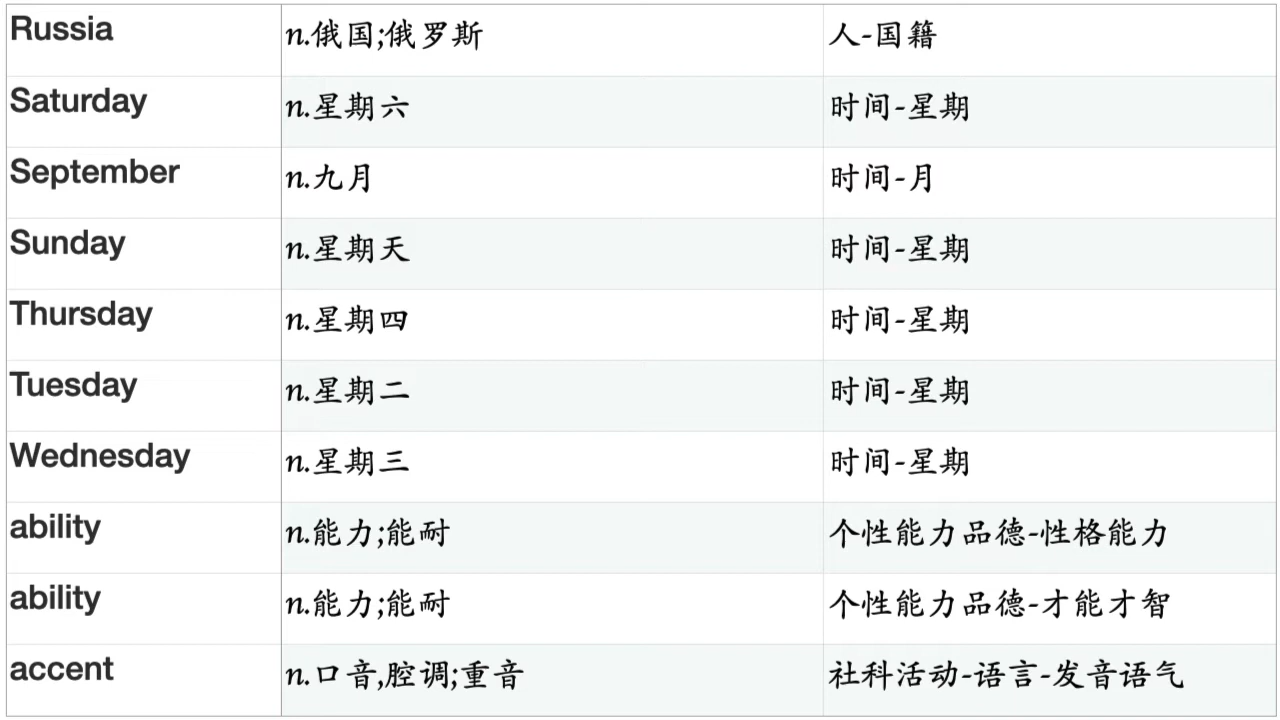 Russia n.俄国;俄罗斯 人-国籍
Saturday n.星期六 时间-星期
September n.九月 时间-月
Sunday n.星期天 时间-星期
Thursday n.星期四 时间-星期
Tuesday n.星期二 时间-星期
Wednesday n.星期三 时间-星期
ability n.能力;能耐 个性能力品德-性格能力
ability n.能力;能耐 个性能力品德-才能才智
accent n.口音,腔调;重音 社科活动-语言-发音语气